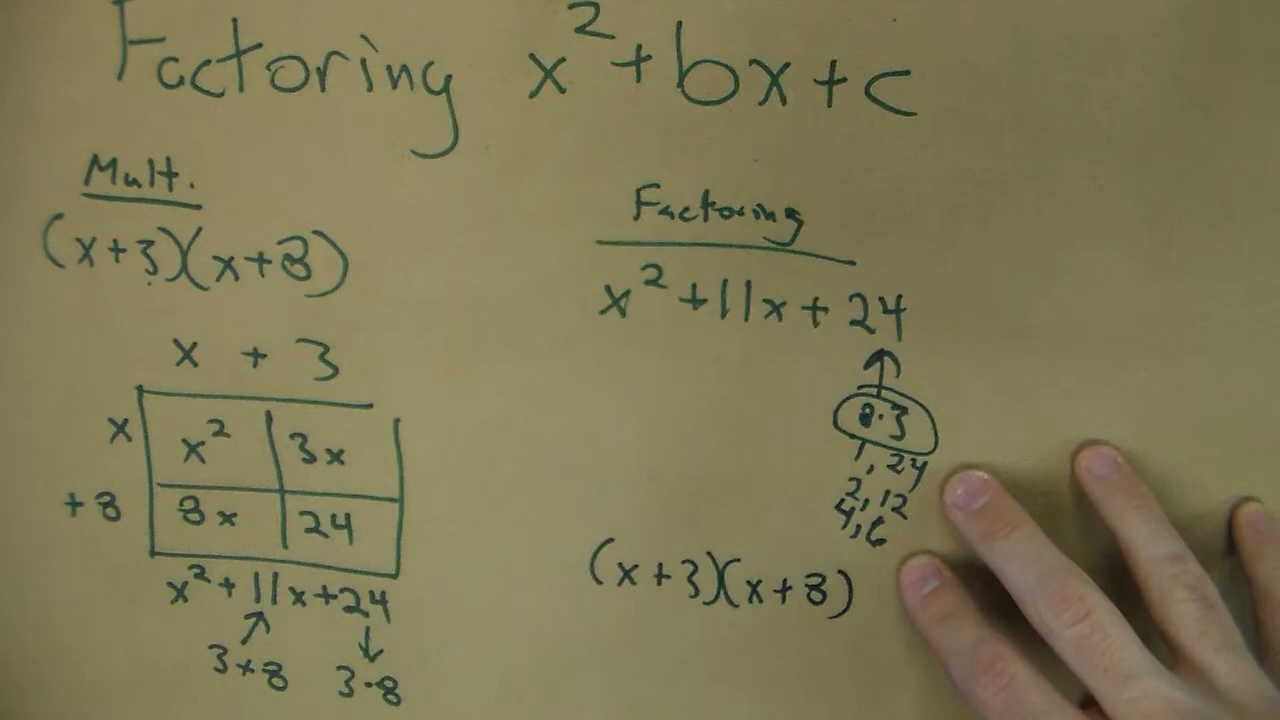 Factoring x²+bx+c
Mult.
(x+3)(x+8)
x + 3
x
x²
3x
+8
8x
24
x²+11x+24
3+8
3·8
Factoring
x²+11x+24
8·3
1,24
2,12
4,6
(x+3)(x+8)